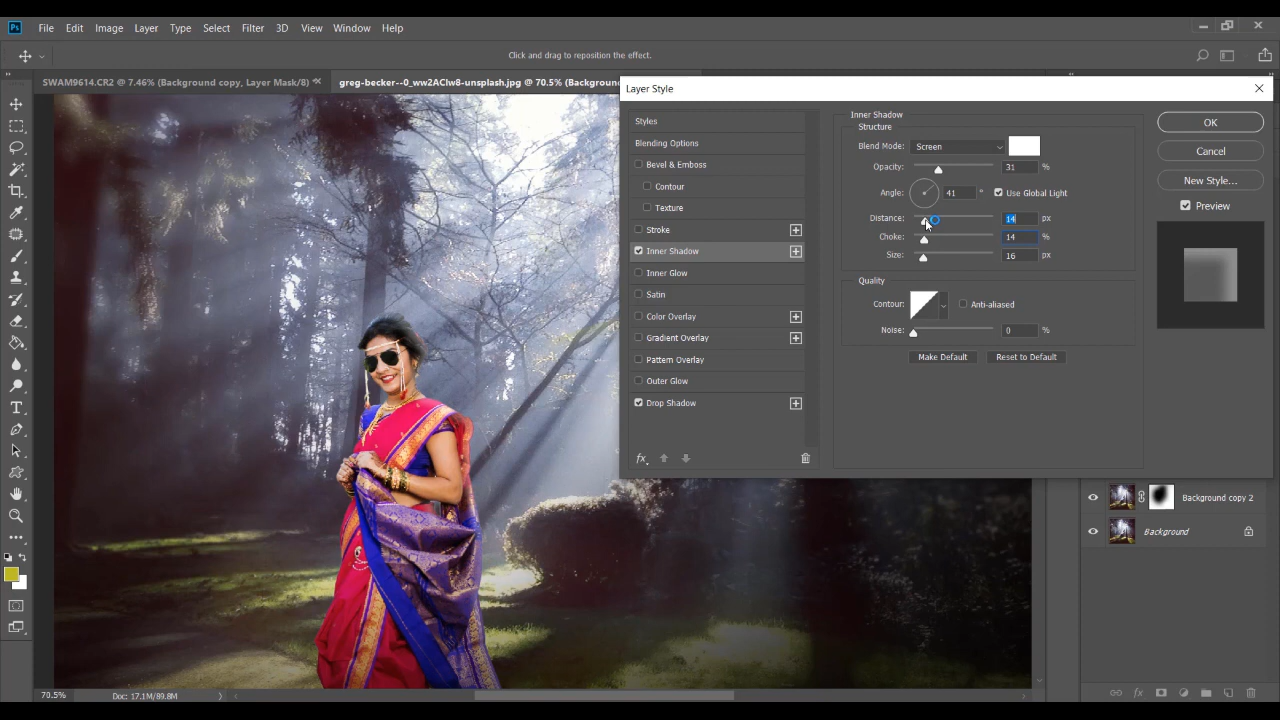 Ps File Edit Image Layer Type Select Filter 3D View Window Help
Click and drag to reposition the effect.
SWAM9614.CR2 @ 7.46% (Background copy, Layer Mask/8) × greg-becker--0_ww2AClw8-unsplash.jpg @ 70.5% (Backgroun
Layer Style
Styles
Blending Options
Bevel & Emboss
Contour
Texture
Stroke
Inner Shadow
Inner Glow
Satin
Color Overlay
Gradient Overlay
Pattern Overlay
Outer Glow
Drop Shadow
fx
Inner Shadow
Structure
Blend Mode: Screen
Opacity: 31 %
Angle: 41 ° Use Global Light
Distance: 14 px
Choke: 14 %
Size: 16 px
Quality
Contour: Anti-aliased
Noise: 0 %
Make Default Reset to Default
OK
Cancel
New Style...
Preview
Background copy 2
Background
fx
70.5% Doc: 17.1M/89.8M